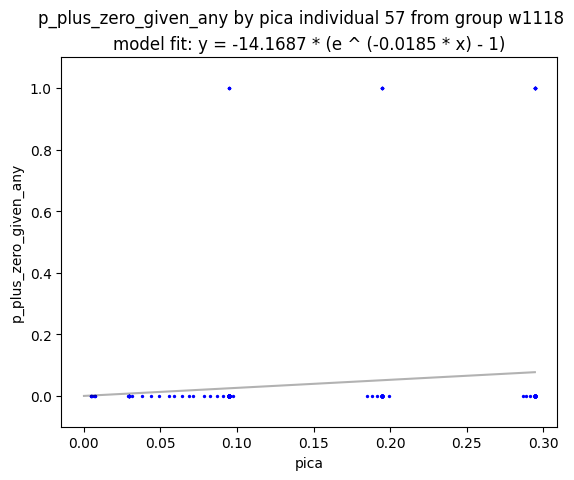 p_plus_zero_given_any by pica individual 57 from group w1118
model fit: y = -14.1687 * (e ^ (-0.0185 * x) - 1)
p_plus_zero_given_any
1.0
0.8
0.6
0.4
0.2
0.0
0.00 0.05 0.10 0.15 0.20 0.25 0.30
pica